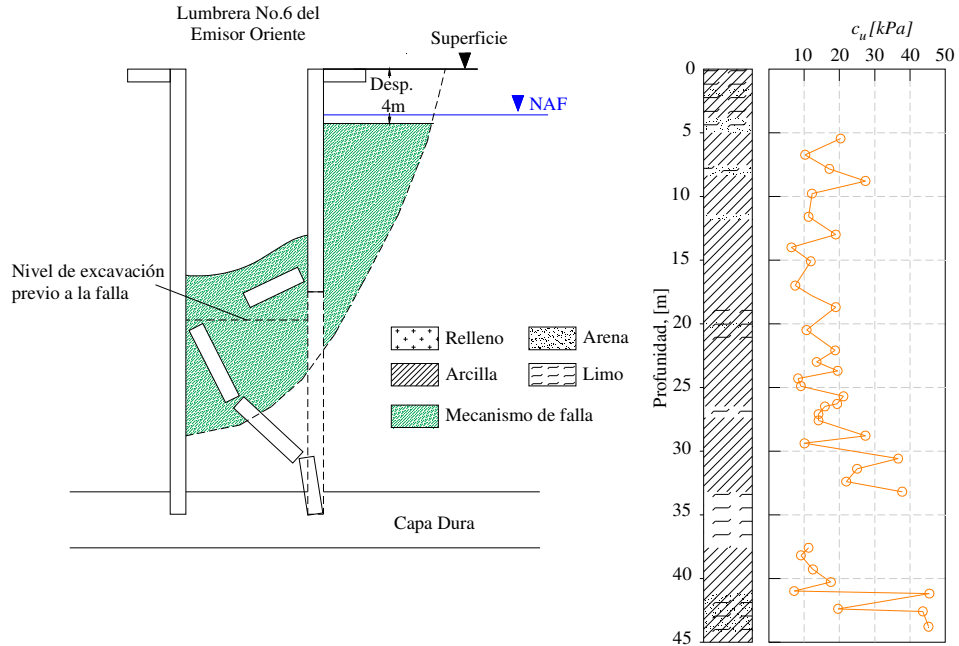 Lumbrera No.6 del
Emisor Oriente
Superficie
Desp.
4m
NAF
Nivel de excavación
previo a la falla
Relleno
Arena
Arcilla
Limo
Mecanismo de falla
Capa Dura
c_u [kPa]
10 20 30 40 50
Profunidad, [m]
0
5
10
15
20
25
30
35
40
45